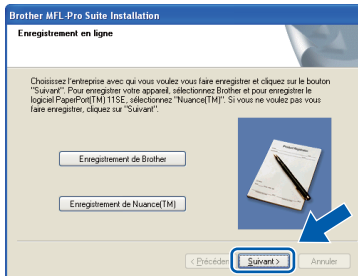 Brother MFL-Pro Suite Installation
Enregistrement en ligne
Choisissez l'entreprise avec qui vous voulez vous faire enregistrer et cliquez sur le bouton
"Suivant". Pour enregistrer votre appareil, sélectionnez Brother et pour enregistrer le
logiciel PaperPort(TM) 11SE, sélectionnez "Nuance(TM)". Si vous ne voulez pas vous
faire enregistrer, cliquez sur "Suivant".
Enregistrement de Brother
Enregistrement de Nuance(TM)
Product Registration
< Précéden
Suivant >
Annuler